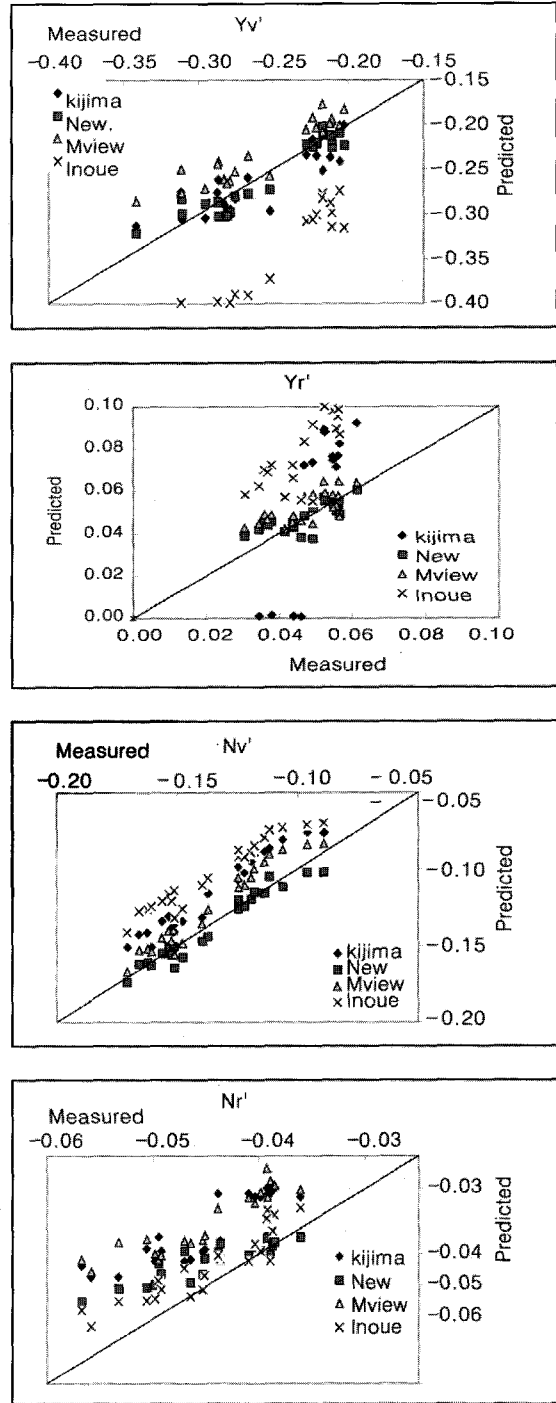 Yv'
Measured
−0.40 −0.35 −0.30 −0.25 −0.20 −0.15
kijima
New.
Mview
Inoue
−0.15
−0.20
−0.25
−0.30
−0.40
Predicted
Yr'
0.10
0.08
0.06
0.04
0.02
0.00
Predicted
kijima
New
Mview
Inoue
0.00 0.02 0.04 0.06 0.08 0.10
Measured
Measured Nv'
−0.20 −0.15 −0.10 −0.05
−0.05
−0.10
−0.15
−0.20
Predicted
kijima
New
Mview
Inoue
Nr'
Measured
−0.06 −0.05 −0.04 −0.03
−0.03
−0.04
−0.05
−0.06
Predicted
kijima
New
Mview
Inoue